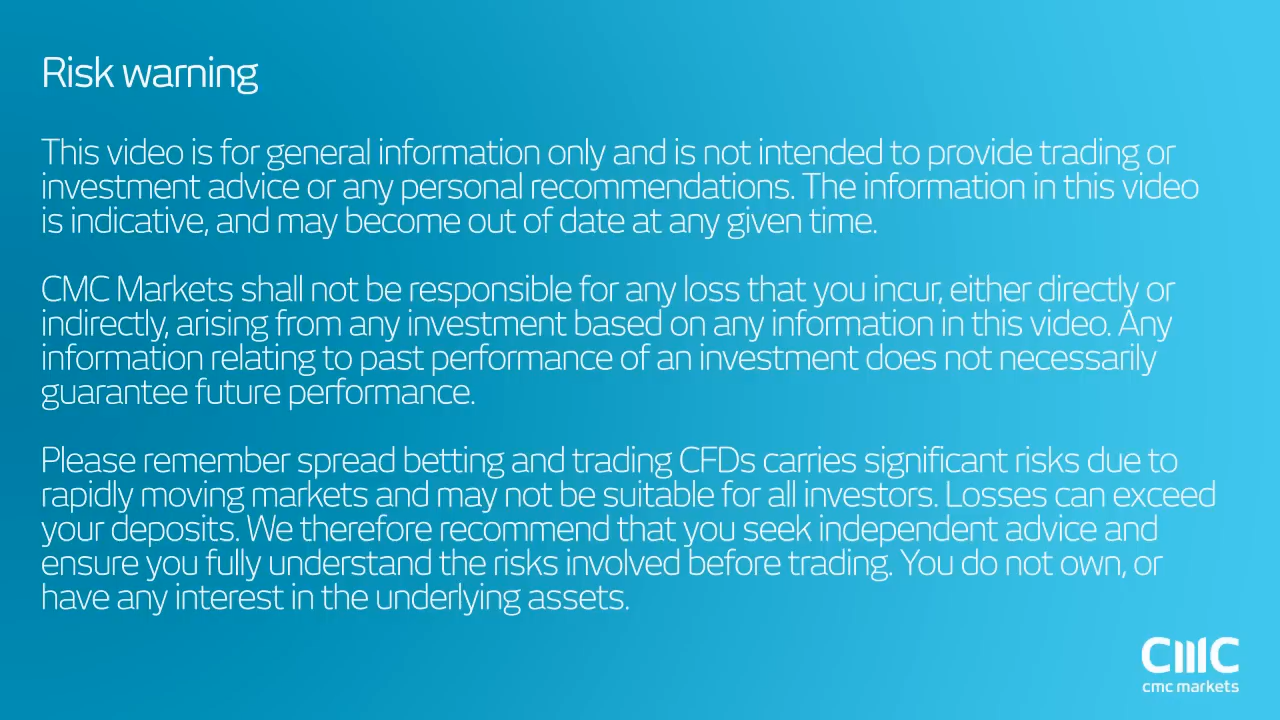 Risk warning
This video is for general information only and is not intended to provide trading or
investment advice or any personal recommendations. The information in this video
is indicative, and may become out of date at any given time.
CMC Markets shall not be responsible for any loss that you incur, either directly or
indirectly, arising from any investment based on any information in this video. Any
information relating to past performance of an investment does not necessarily
guarantee future performance.
Please remember spread betting and trading CFDs carries significant risks due to
rapidly moving markets and may not be suitable for all investors. Losses can exceed
your deposits. We therefore recommend that you seek independent advice and
ensure you fully understand the risks involved before trading. You do not own, or
have any interest in the underlying assets.
CMC
cmc markets